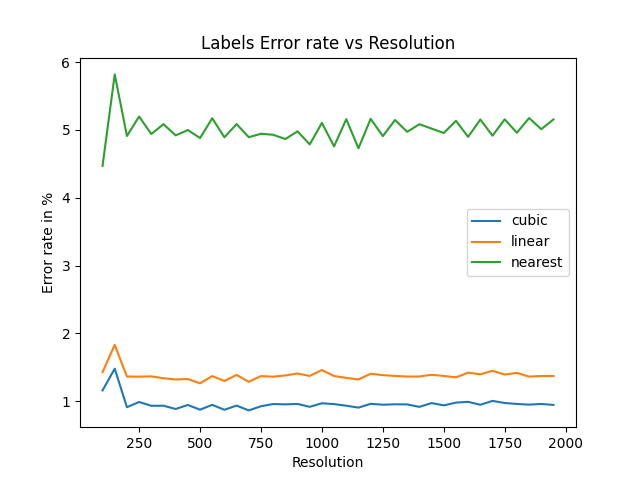 Labels Error rate vs Resolution
6
5
4
3
2
1
Error rate in %
cubic
linear
nearest
250
500
750
1000
1250
1500
1750
2000
Resolution